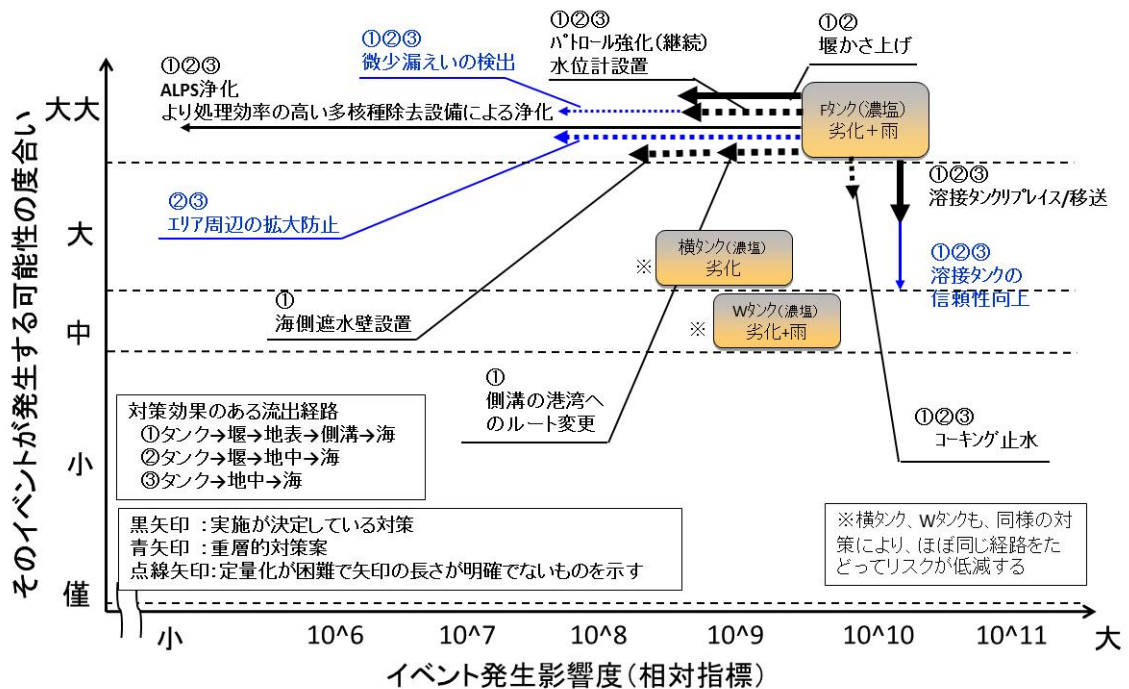 そのイベントが発生する可能性の度合い
大大
大
中
小
僅
①②③
ALPS浄化
より処理効率の高い多核種除去設備による浄化
①②③
微少漏えいの検出
①②③
ﾊﾟﾄﾛｰﾙ強化(継続)
水位計設置
①②
堰かさ上げ
Fタンク(濃塩)
劣化＋雨
②③
ｴﾘｱ周辺の拡大防止
①②③
溶接ﾀﾝｸﾘﾌﾟﾚｲｽ/移送
①②③
溶接タンクの
信頼性向上
※
横タンク(濃塩)
劣化
※
Wタンク(濃塩)
劣化+雨
①
海側遮水壁設置
①
側溝の港湾へ
のルート変更
①②③
ｺｰｷﾝｸﾞ止水
対策効果のある流出経路
①タンク→堰→地表→側溝→海
②タンク→堰→地中→海
③タンク→地中→海
黒矢印 ：実施が決定している対策
青矢印 ：重層的対策案
点線矢印：定量化が困難で矢印の長さが明確でないものを示す
※横タンク、Wタンクも、同様の対
策により、ほぼ同じ経路をた
どってリスクが低減する
小 10^6 10^7 10^8 10^9 10^10 10^11 大
イベント発生影響度(相対指標)